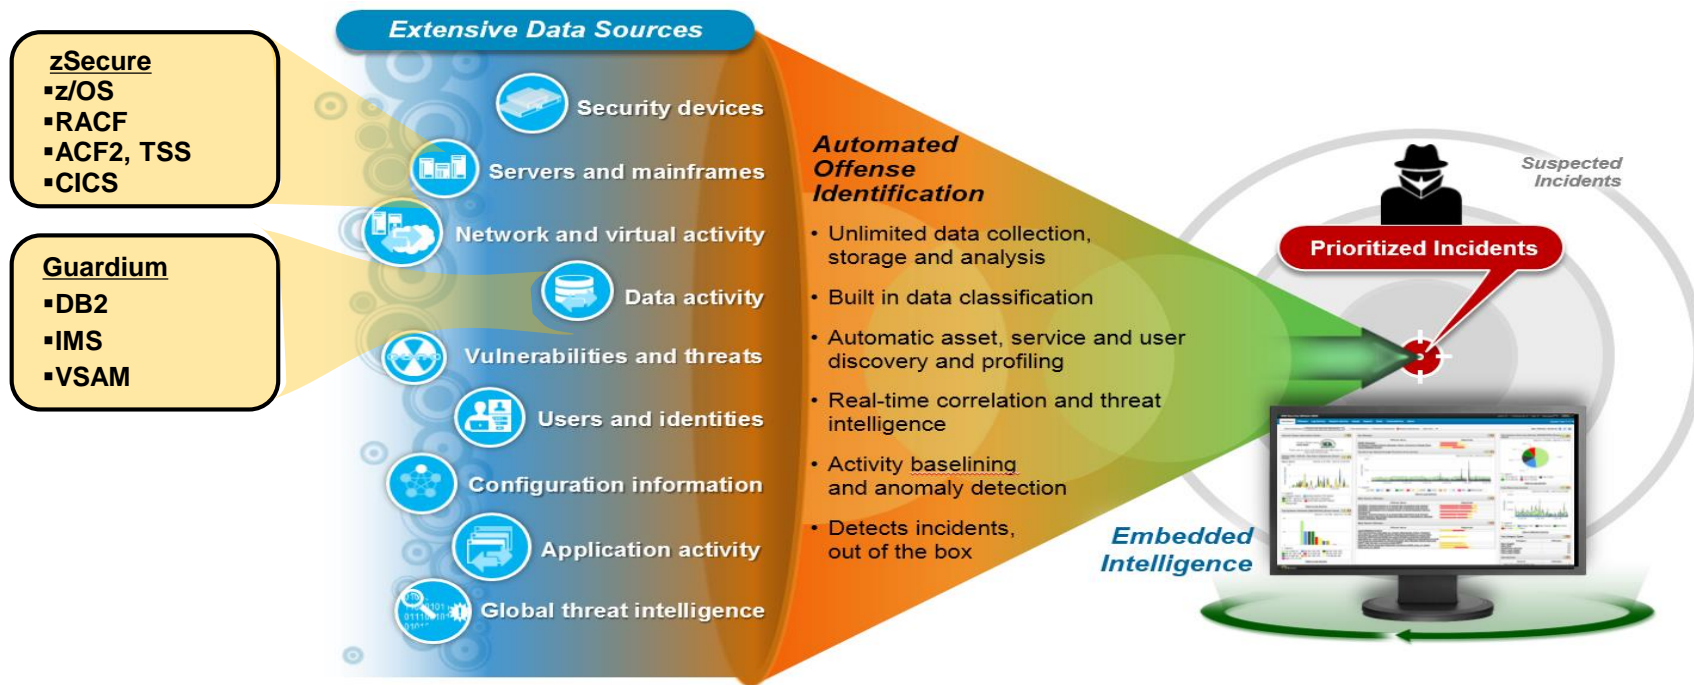 Extensive Data Sources
zSecure
▪z/OS
▪RACF
▪ACF2, TSS
▪CICS
Guardium
▪DB2
▪IMS
▪VSAM
Security devices
Servers and mainframes
Network and virtual activity
Data activity
Vulnerabilities and threats
Users and identities
Configuration information
Application activity
Global threat intelligence
Automated
Offense
Identification
• Unlimited data collection,
storage and analysis
• Built in data classification
• Automatic asset, service and user
discovery and profiling
• Real-time correlation and threat
intelligence
• Activity baselining
and anomaly detection
• Detects incidents,
out of the box
Suspected
Incidents
Prioritized Incidents
Embedded
Intelligence